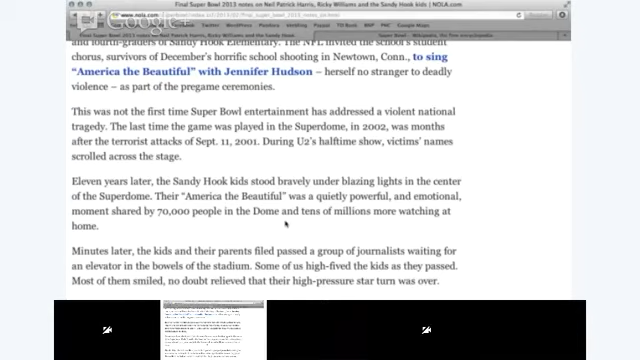 Final Super Bowl 2013 notes on Neil Patrick Harris, Ricky Williams and the Sandy Hook kids | NOLA.com
www.nola.com
and fourth-graders of Sandy Hook Elementary. The NFL invited the school's student
chorus, survivors of December's horrific school shooting in Newtown, Conn., to sing
“America the Beautiful” with Jennifer Hudson – herself no stranger to deadly
violence – as part of the pregame ceremonies.
This was not the first time Super Bowl entertainment has addressed a violent national
tragedy. The last time the game was played in the Superdome, in 2002, was months
after the terrorist attacks of Sept. 11, 2001. During U2's halftime show, victims' names
scrolled across the stage.
Eleven years later, the Sandy Hook kids stood bravely under blazing lights in the center
of the Superdome. Their “America the Beautiful” was a quietly powerful, and emotional,
moment shared by 70,000 people in the Dome and tens of millions more watching at
home.
Minutes later, the kids and their parents filed passed a group of journalists waiting for
an elevator in the bowels of the stadium. Some of us high-fived the kids as they passed.
Most of them smiled, no doubt relieved that their high-pressure star turn was over.